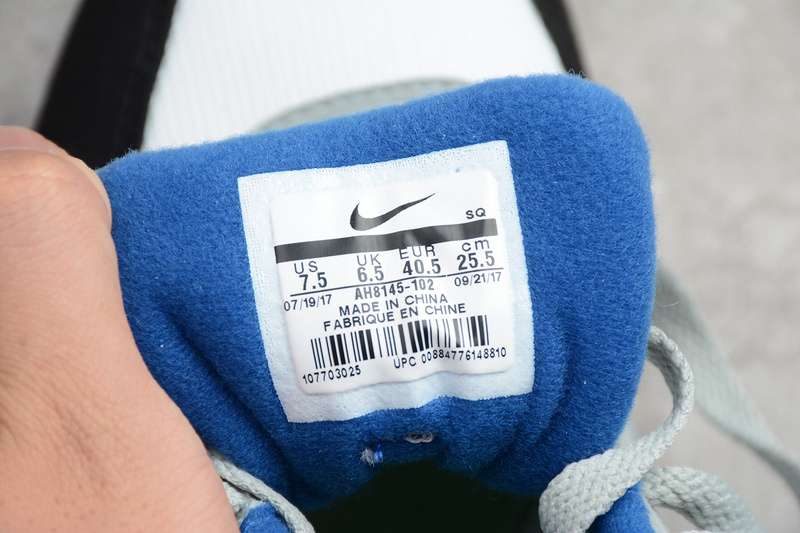 SQ
US UK EUR cm
7.5 6.5 40.5 25.5
07/19/17 AH8145-102 09/21/17
MADE IN CHINA
FABRIQUE EN CHINE
107703025 UPC 00884776148810